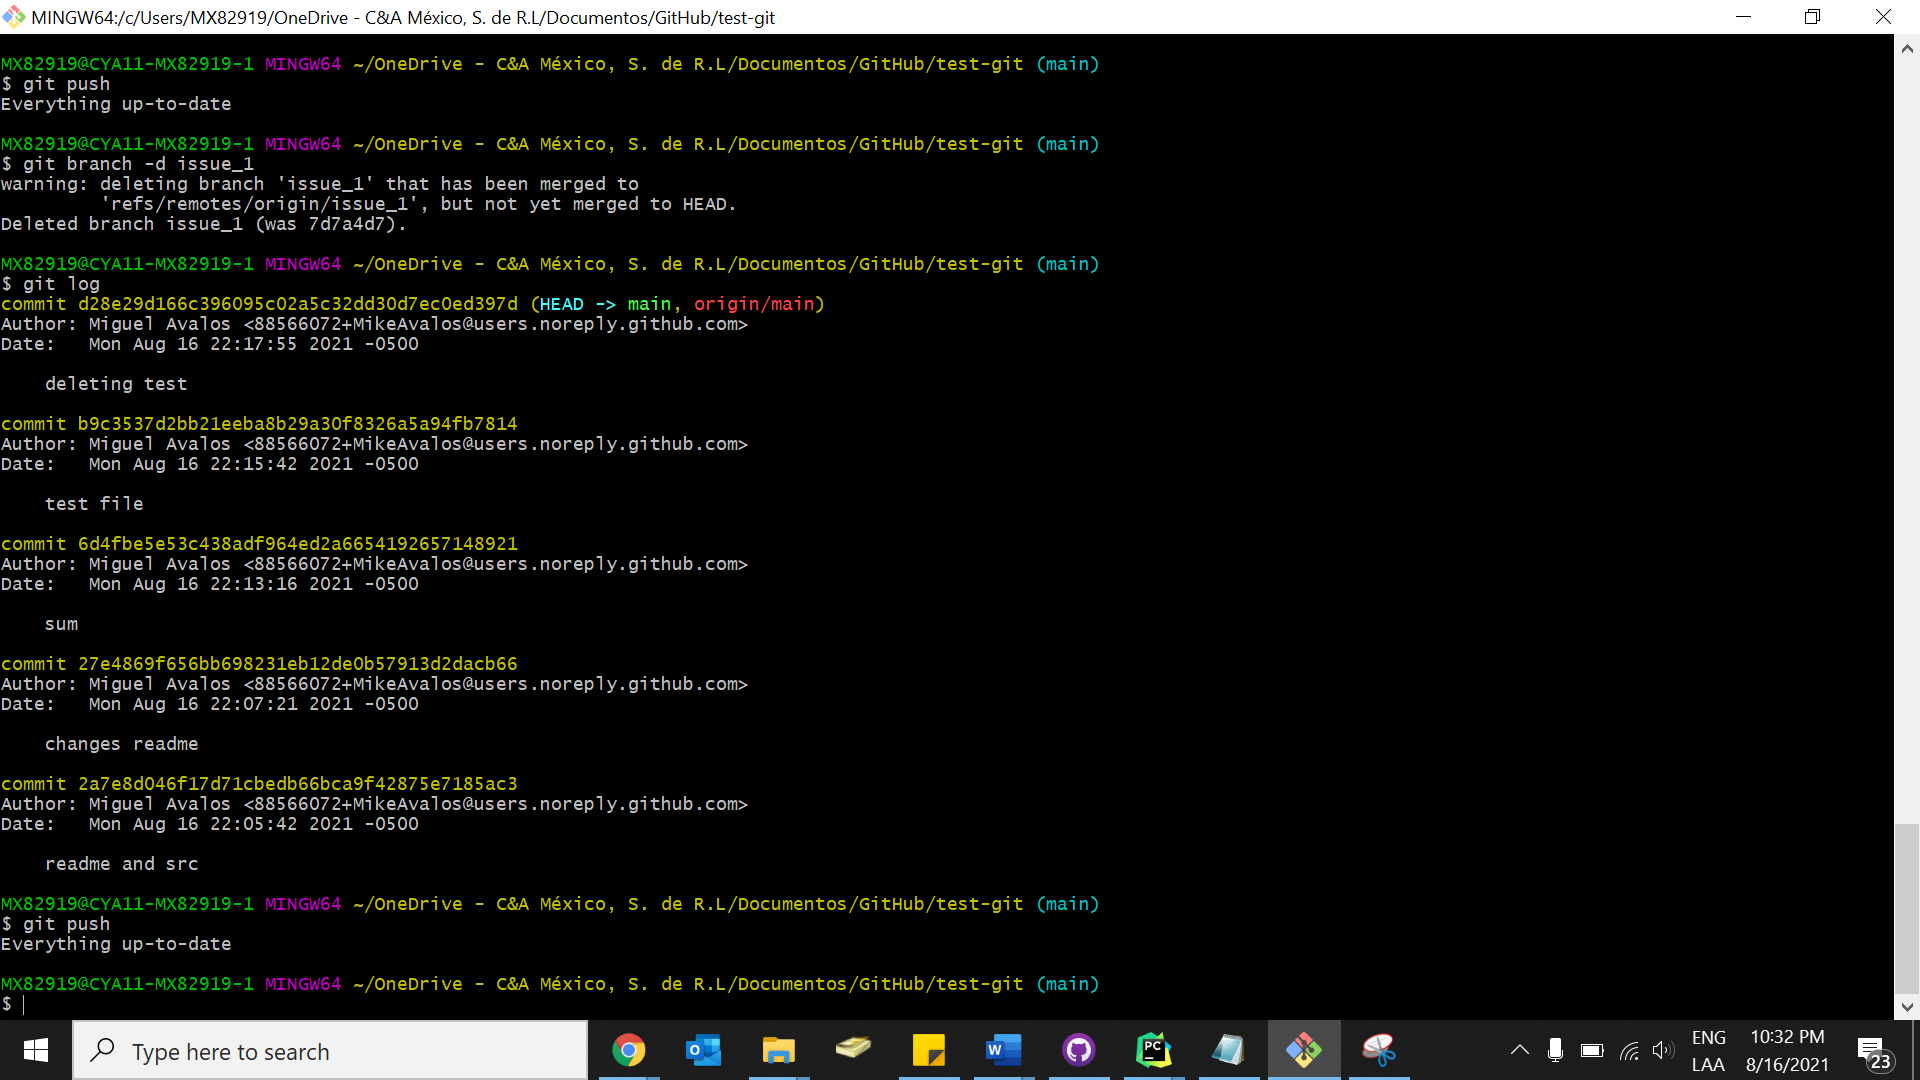 MINGW64:/c/Users/MX82919/OneDrive - C&A México, S. de R.L/Documentos/GitHub/test-git
MX82919@CYA11-MX82919-1 MINGW64 ~/OneDrive - C&A México, S. de R.L/Documentos/GitHub/test-git (main)
$ git push
Everything up-to-date
MX82919@CYA11-MX82919-1 MINGW64 ~/OneDrive - C&A México, S. de R.L/Documentos/GitHub/test-git (main)
$ git branch -d issue_1
warning: deleting branch 'issue_1' that has been merged to
'refs/remotes/origin/issue_1', but not yet merged to HEAD.
Deleted branch issue_1 (was 7d7a4d7).
MX82919@CYA11-MX82919-1 MINGW64 ~/OneDrive - C&A México, S. de R.L/Documentos/GitHub/test-git (main)
$ git log
commit d28e29d166c396095c02a5c32dd30d7ec0ed397d (HEAD -> main, origin/main)
Author: Miguel Avalos <88566072+MikeAvalos@users.noreply.github.com>
Date:   Mon Aug 16 22:17:55 2021 -0500
deleting test
commit b9c3537d2bb21eeba8b29a30f8326a5a94fb7814
Author: Miguel Avalos <88566072+MikeAvalos@users.noreply.github.com>
Date:   Mon Aug 16 22:15:42 2021 -0500
test file
commit 6d4fbe5e53c438adf964ed2a6654192657148921
Author: Miguel Avalos <88566072+MikeAvalos@users.noreply.github.com>
Date:   Mon Aug 16 22:13:16 2021 -0500
sum
commit 27e4869f656bb698231eb12de0b57913d2dacb66
Author: Miguel Avalos <88566072+MikeAvalos@users.noreply.github.com>
Date:   Mon Aug 16 22:07:21 2021 -0500
changes readme
commit 2a7e8d046f17d71cbedb66bca9f42875e7185ac3
Author: Miguel Avalos <88566072+MikeAvalos@users.noreply.github.com>
Date:   Mon Aug 16 22:05:42 2021 -0500
readme and src
MX82919@CYA11-MX82919-1 MINGW64 ~/OneDrive - C&A México, S. de R.L/Documentos/GitHub/test-git (main)
$ git push
Everything up-to-date
MX82919@CYA11-MX82919-1 MINGW64 ~/OneDrive - C&A México, S. de R.L/Documentos/GitHub/test-git (main)
$
Type here to search
ENG
LAA
10:32 PM
8/16/2021
23